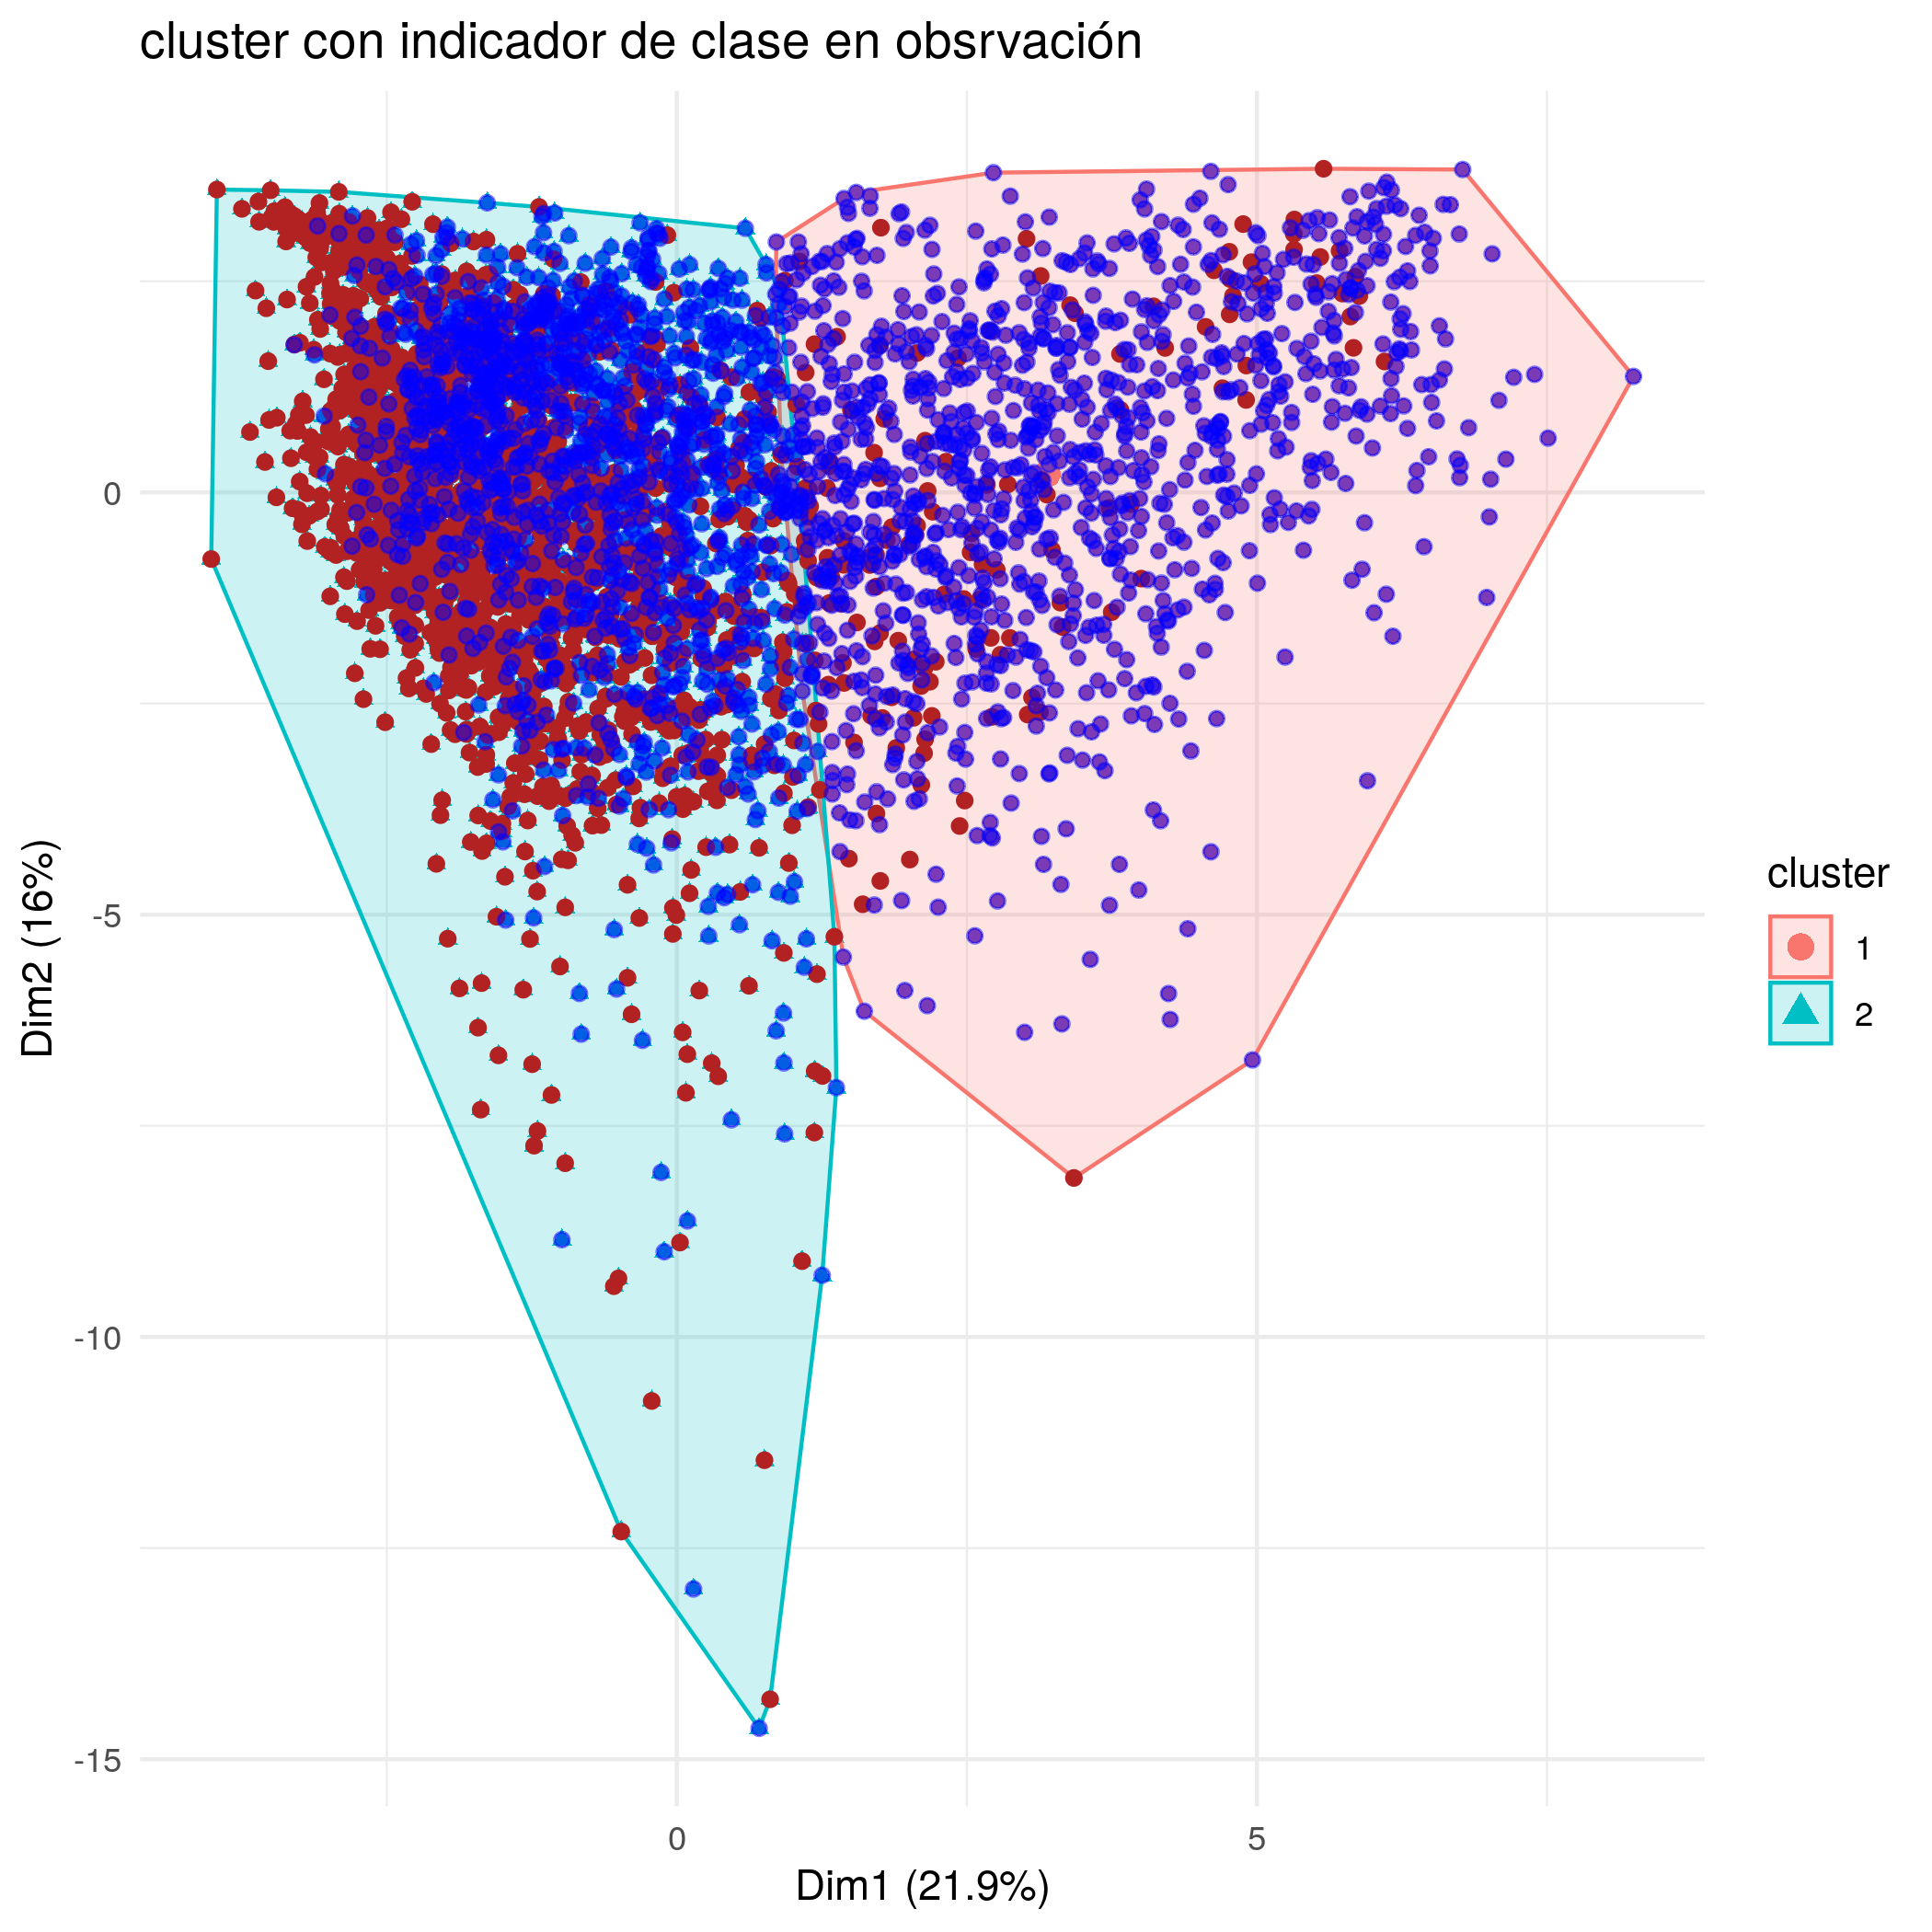 cluster con indicador de clase en obsrvación
0
-5
-10
-15
Dim2 (16%)
0
5
Dim1 (21.9%)
cluster
1
2